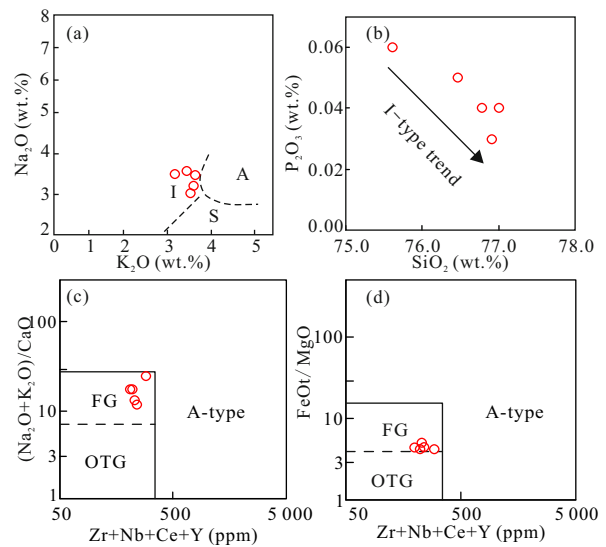 (a)
Na₂O (wt.%)
8
7
6
5
4
3
2
I
A
S
0 1 2 3 4 5
K₂O (wt.%)
(b)
P₂O₃ (wt.%)
0.06
0.04
0.02
0.00
I-type trend
75.0 76.0 77.0 78.0
SiO₂ (wt.%)
(c)
(Na₂O+K₂O)/CaO
100
10
1
FG
OTG
A-type
50 500 5 000
Zr+Nb+Ce+Y (ppm)
(d)
FeOt/MgO
100
10
3
1
FG
OTG
A-type
50 500 5 000
Zr+Nb+Ce+Y (ppm)